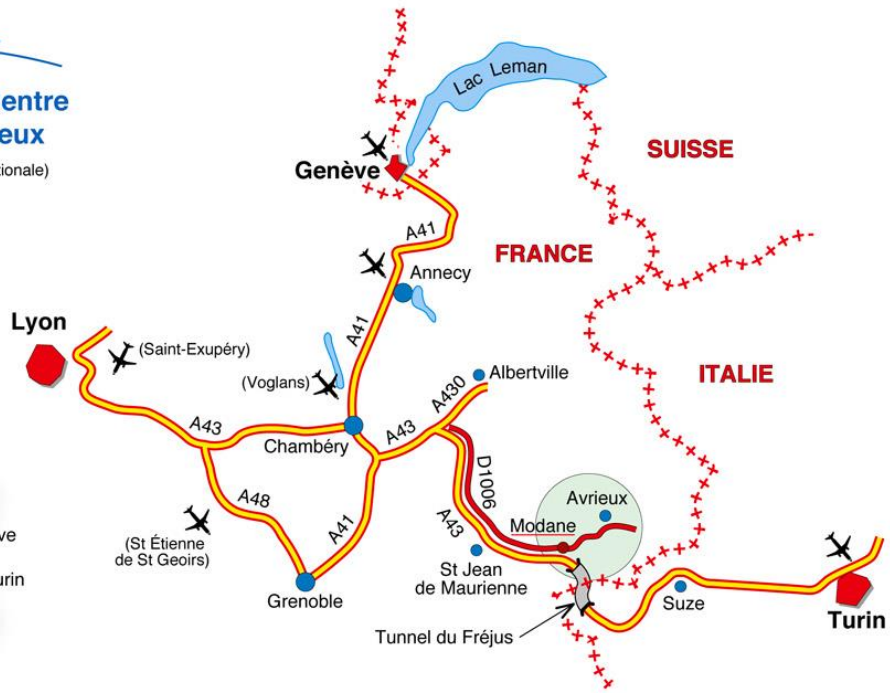 entre
eux
tionale)
Lac Leman
SUISSE
Genève
A41
FRANCE
Annecy
Lyon
(Saint-Exupéry)
A41
(Voglans)
Albertville
ITALIE
A430
A43
Chambéry
A43
A48
A41
D1006
Avrieux
Modane
A43
(St Étienne
de St Geoirs)
St Jean
de Maurienne
Grenoble
Suze
Turin
Tunnel du Fréjus
ve
urin